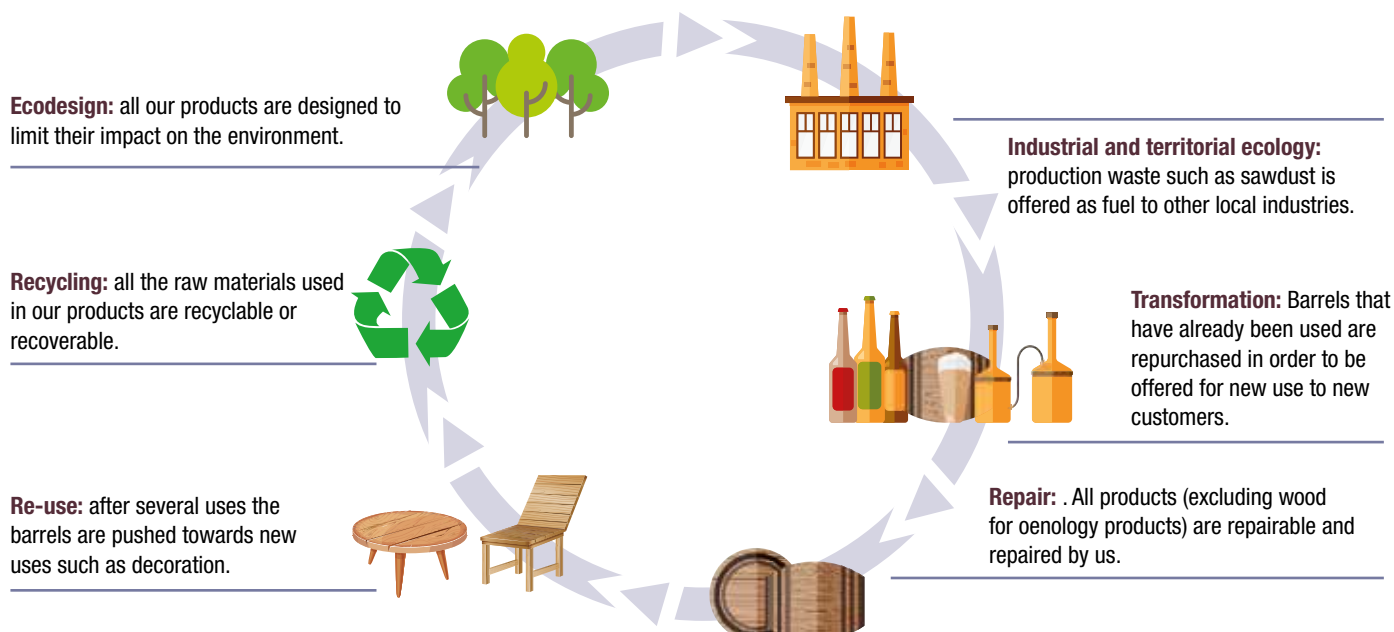 Ecodesign: all our products are designed to
limit their impact on the environment.
Industrial and territorial ecology:
production waste such as sawdust is
offered as fuel to other local industries.
Recycling: all the raw materials used
in our products are recyclable or
recoverable.
Transformation: Barrels that
have already been used are
repurchased in order to be
offered for new use to new
customers.
Re-use: after several uses the
barrels are pushed towards new
uses such as decoration.
Repair: . All products (excluding wood
for oenology products) are repairable and
repaired by us.